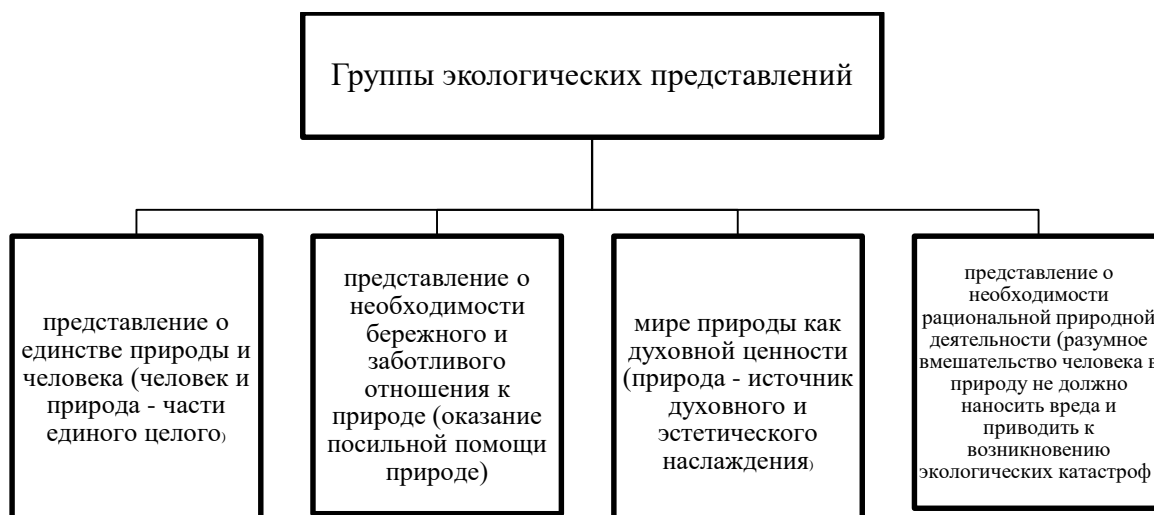 Группы экологических представлений
представление о
единстве природы и
человека (человек и
природа - части
единого целого)
представление о
необходимости
бережного и
заботливого
отношения к
природе (оказание
посильной помощи
природе)
мире природы как
духовной ценности
(природа - источник
духовного и
эстетического
наслаждения)
представление о
необходимости
рациональной природной
деятельности (разумное
вмешательство человека в
природу не должно
наносить вреда и
приводить к
возникновению
экологических катастроф